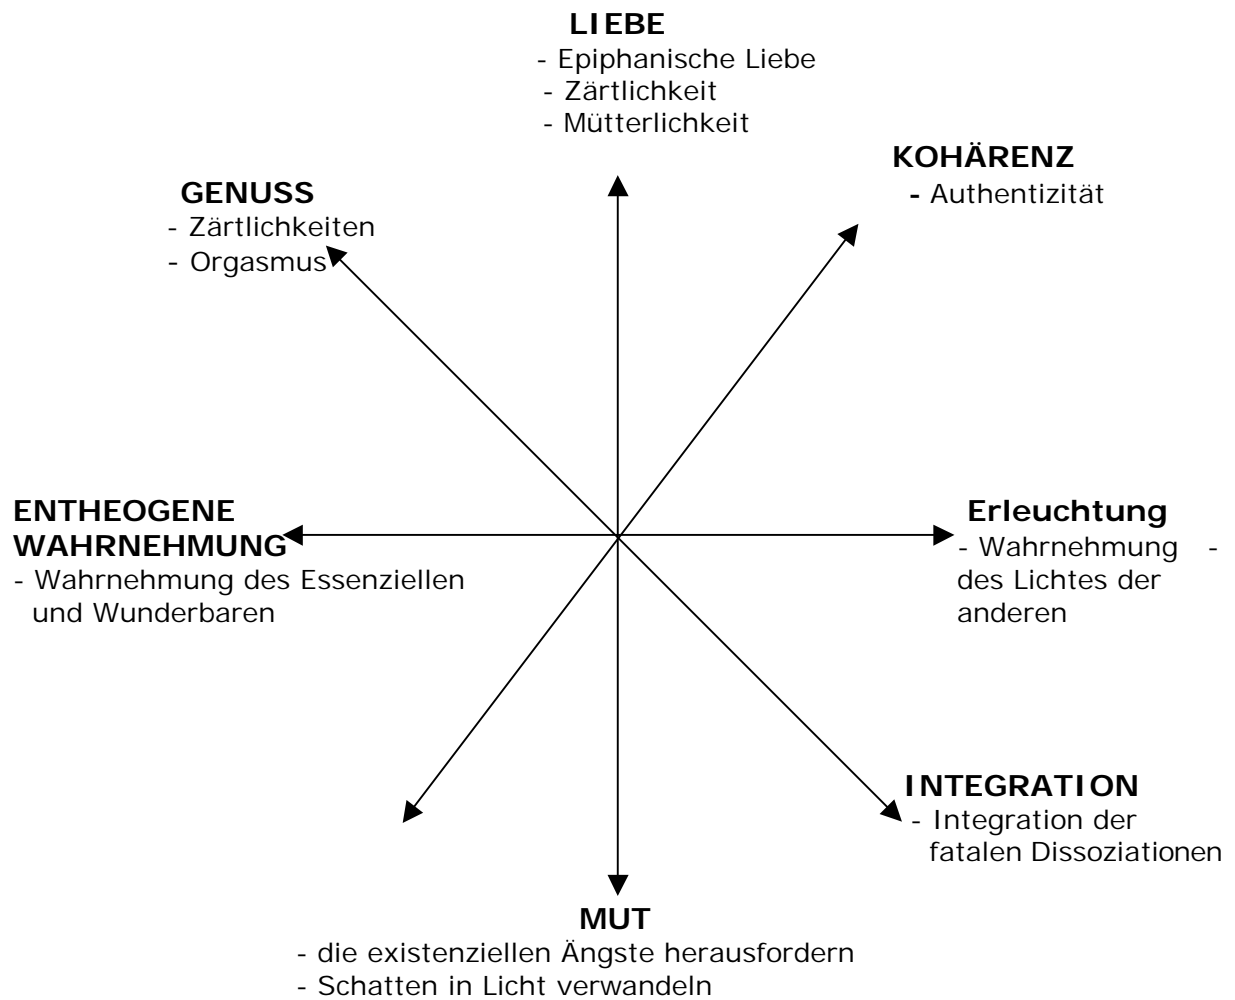 LIEBE
- Epiphanische Liebe
- Zärtlichkeit
- Mütterlichkeit
KOHÄRENZ
- Authentizität
GENUSS
- Zärtlichkeiten
- Orgasmus
ENTHEOGENE
WAHRNEHMUNG
- Wahrnehmung des Essenziellen
und Wunderbaren
Erleuchtung
- Wahrnehmung -
des Lichtes der
anderen
INTEGRATION
- Integration der
fatalen Dissoziationen
MUT
- die existenziellen Ängste herausfordern
- Schatten in Licht verwandeln